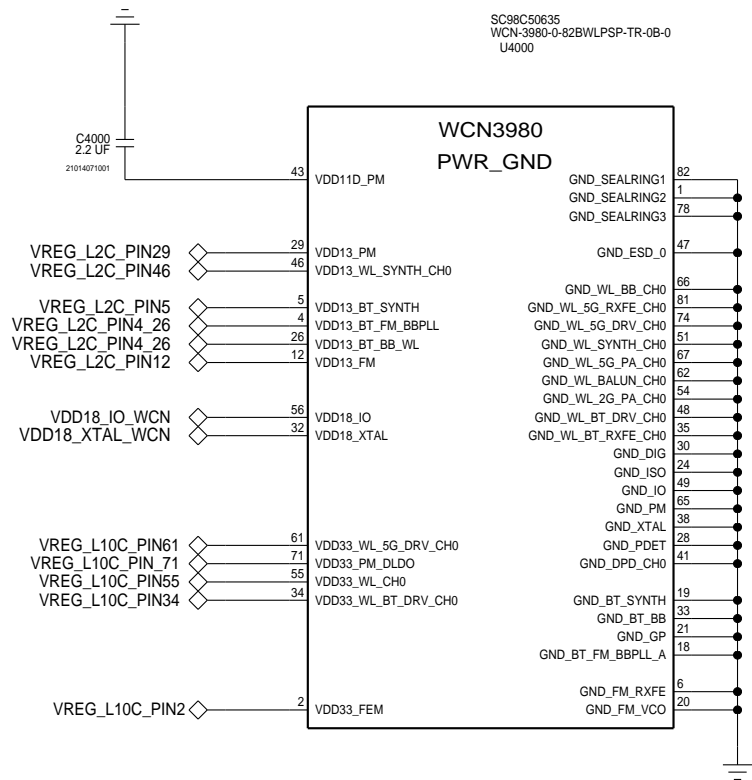 SC98C50635
WCN-3980-0-82BWLPSP-TR-0B-0
U4000
C4000
2.2 UF
21014071001
WCN3980
PWR_GND
43 VDD11D_PM GND_SEALRING1 82
GND_SEALRING2 1
GND_SEALRING3 78
VREG_L2C_PIN29 29 VDD13_PM GND_ESD_0 47
VREG_L2C_PIN46 46 VDD13_WL_SYNTH_CH0
GND_WL_BB_CH0 66
VREG_L2C_PIN5 5 VDD13_BT_SYNTH GND_WL_5G_RXFE_CH0 81
VREG_L2C_PIN4_26 4 VDD13_BT_FM_BBPLL GND_WL_5G_DRV_CH0 74
VREG_L2C_PIN4_26 26 VDD13_BT_BB_WL GND_WL_SYNTH_CH0 51
VREG_L2C_PIN12 12 VDD13_FM GND_WL_5G_PA_CH0 67
GND_WL_BALUN_CH0 62
GND_WL_2G_PA_CH0 54
VDD18_IO_WCN 56 VDD18_IO GND_WL_BT_DRV_CH0 48
VDD18_XTAL_WCN 32 VDD18_XTAL GND_WL_BT_RXFE_CH0 35
GND_DIG 30
GND_ISO 24
GND_IO 49
GND_PM 65
GND_XTAL 38
VREG_L10C_PIN61 61 VDD33_WL_5G_DRV_CH0 GND_PDET 28
VREG_L10C_PIN_71 71 VDD33_PM_DLDO GND_DPD_CH0 41
VREG_L10C_PIN55 55 VDD33_WL_CH0
VREG_L10C_PIN34 34 VDD33_WL_BT_DRV_CH0 GND_BT_SYNTH 19
GND_BT_BB 33
GND_GP 21
GND_BT_FM_BBPLL_A 18
GND_FM_RXFE 6
VREG_L10C_PIN2 2 VDD33_FEM GND_FM_VCO 20